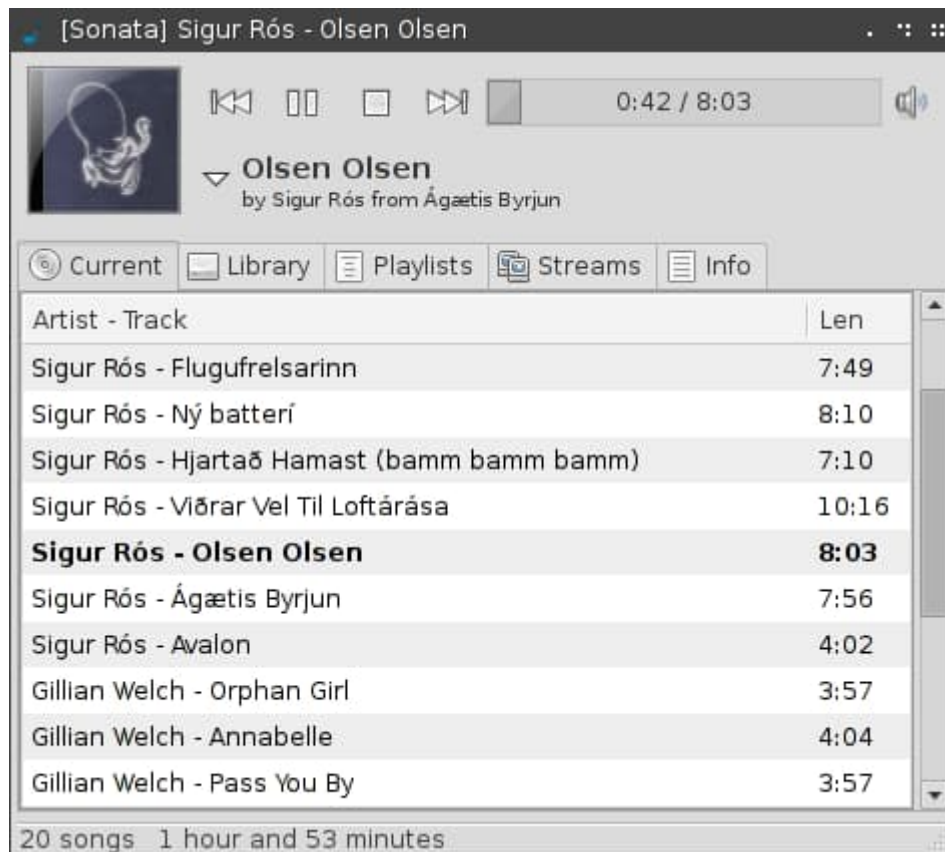 [Sonata] Sigur Rós - Olsen Olsen
0:42 / 8:03
Olsen Olsen
by Sigur Rós from Ágætis Byrjun
Current Library Playlists Streams Info
Artist - Track Len
Sigur Rós - Flugufrelsarinn 7:49
Sigur Rós - Ný batterí 8:10
Sigur Rós - Hjartað Hamast (bamm bamm bamm) 7:10
Sigur Rós - Viðrar Vel Til Loftárása 10:16
Sigur Rós - Olsen Olsen 8:03
Sigur Rós - Ágætis Byrjun 7:56
Sigur Rós - Avalon 4:02
Gillian Welch - Orphan Girl 3:57
Gillian Welch - Annabelle 4:04
Gillian Welch - Pass You By 3:57
20 songs 1 hour and 53 minutes